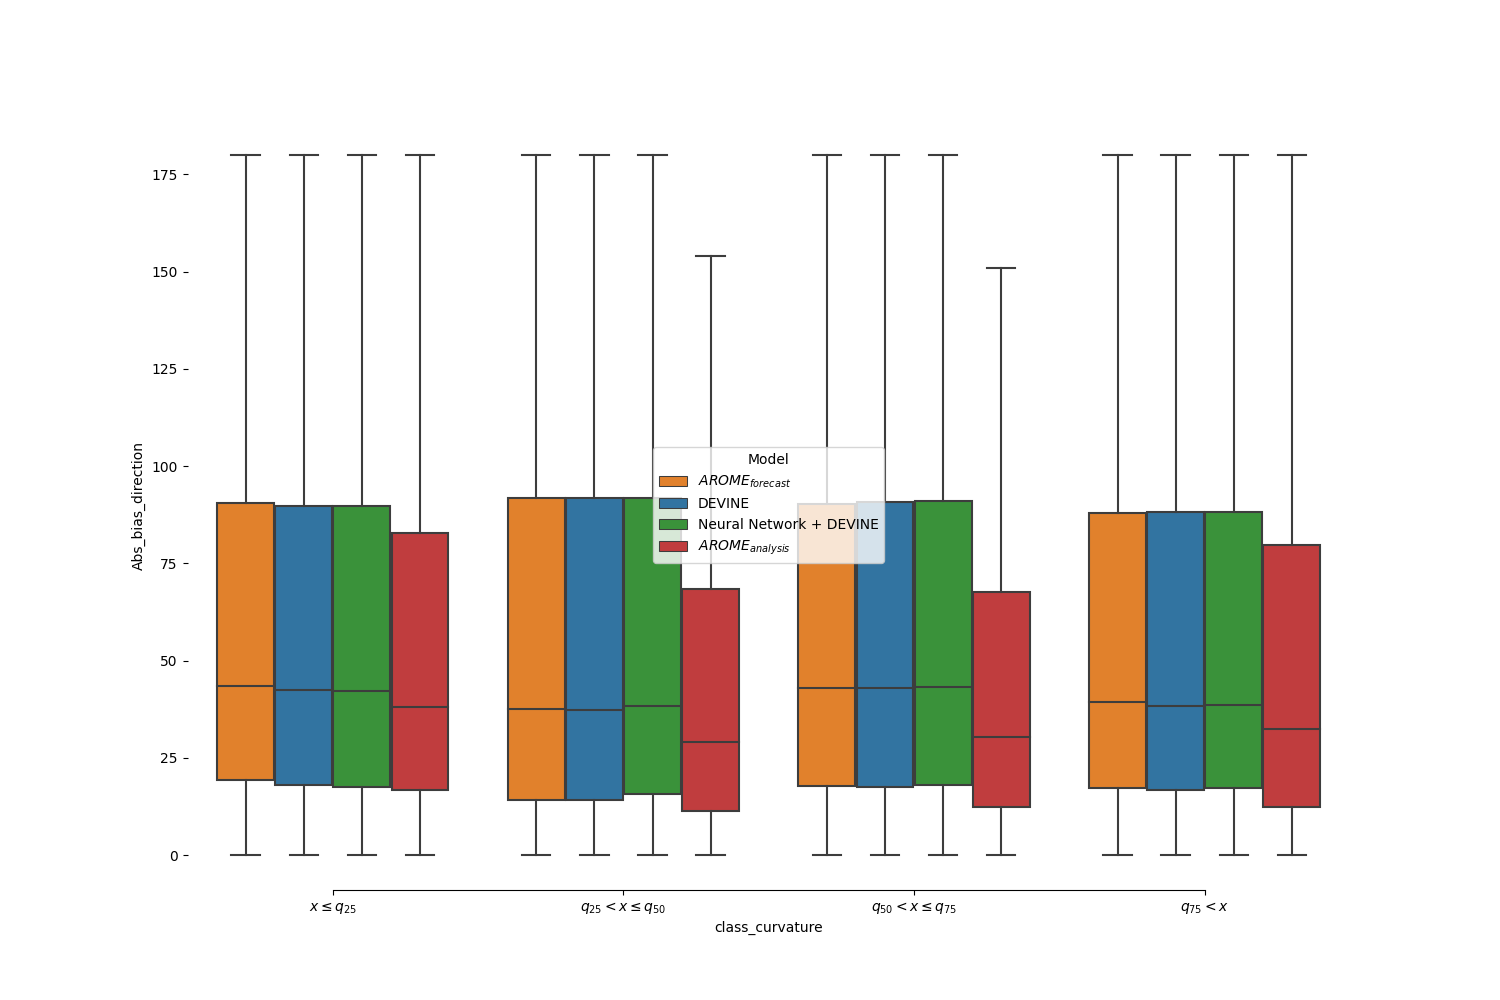 175
150
125
100
75
50
25
0
Abs_bias_direction
Model
AROME_forecast
DEVINE
Neural Network + DEVINE
AROME_analysis
x ≤ q25
q25 < x ≤ q50
q50 < x ≤ q75
q75 < x
class_curvature